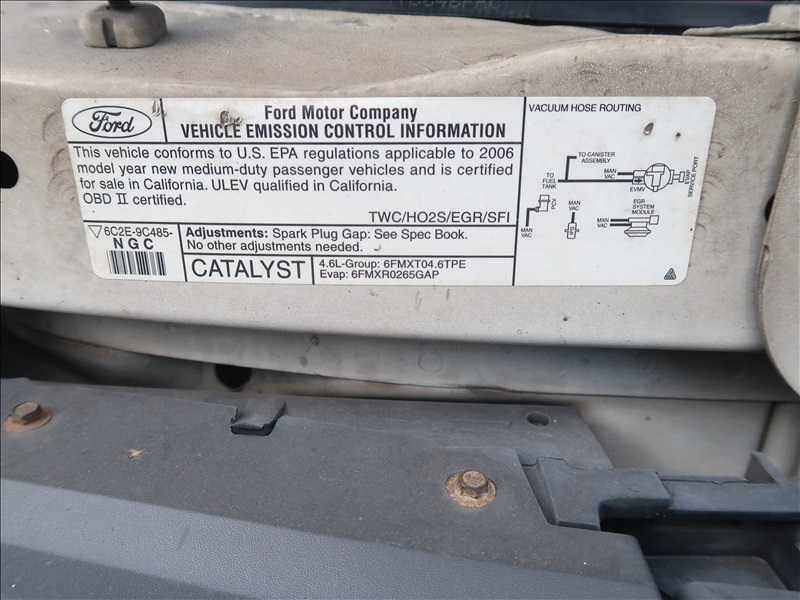 Ford
Ford Motor Company
VEHICLE EMISSION CONTROL INFORMATION
This vehicle conforms to U.S. EPA regulations applicable to 2006
model year new medium-duty passenger vehicles and is certified
for sale in California. ULEV qualified in California.
OBD II certified.
TWC/HO2S/EGR/SFI
6C2E-9C485-
NGC
Adjustments: Spark Plug Gap: See Spec Book.
No other adjustments needed.
CATALYST
4.6L-Group: 6FMXT04.6TPE
Evap: 6FMXR0265GAP
VACUUM HOSE ROUTING
TO CANISTER
ASSEMBLY
TO FUEL
TANK
MAN
VAC
EVMV
EVAP
SERVICE PORT
PCV
MAN
VAC
MAN
VAC
MAN
VAC
EGR
SYSTEM
MODULE